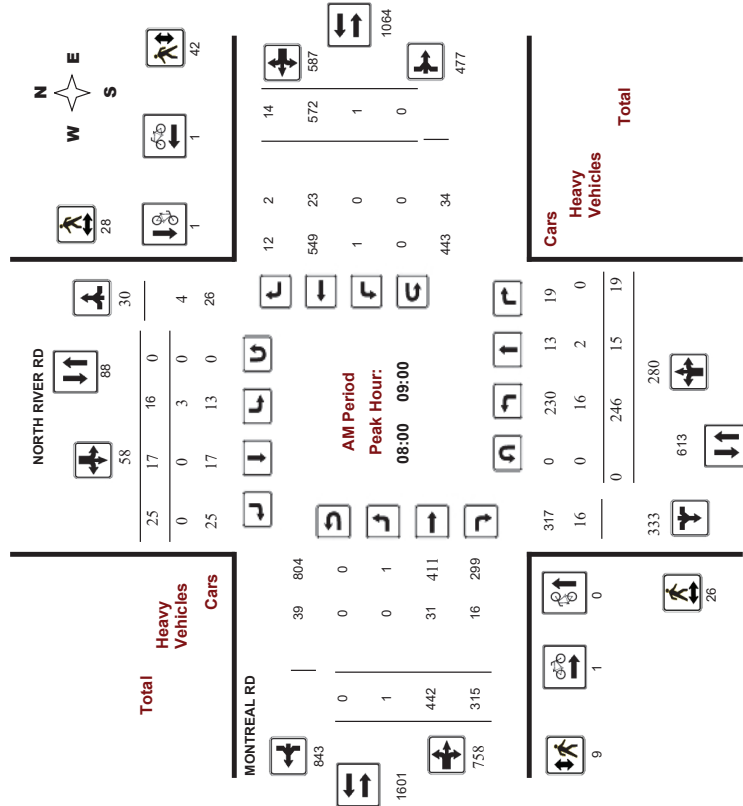 N
W E
S
28
42
1
1
NORTH RIVER RD
88
58
30
25 17 16 0
0 0 3 0 4
25 17 13 0 26
Total
Heavy
Vehicles
Cars
MONTREAL RD
843
39 804
1601
0 0 0
1 0 1
442 31 411
315 16 299
758
AM Period
Peak Hour:
08:00 09:00
12 2 14
549 23 572
1 0 1
0 0 0
443 34
587
1064
477
Cars
Heavy
Vehicles
Total
317 0 230 13 19
16 0 16 2 0
0 246 15 19
333
280
613
9
1
0
26